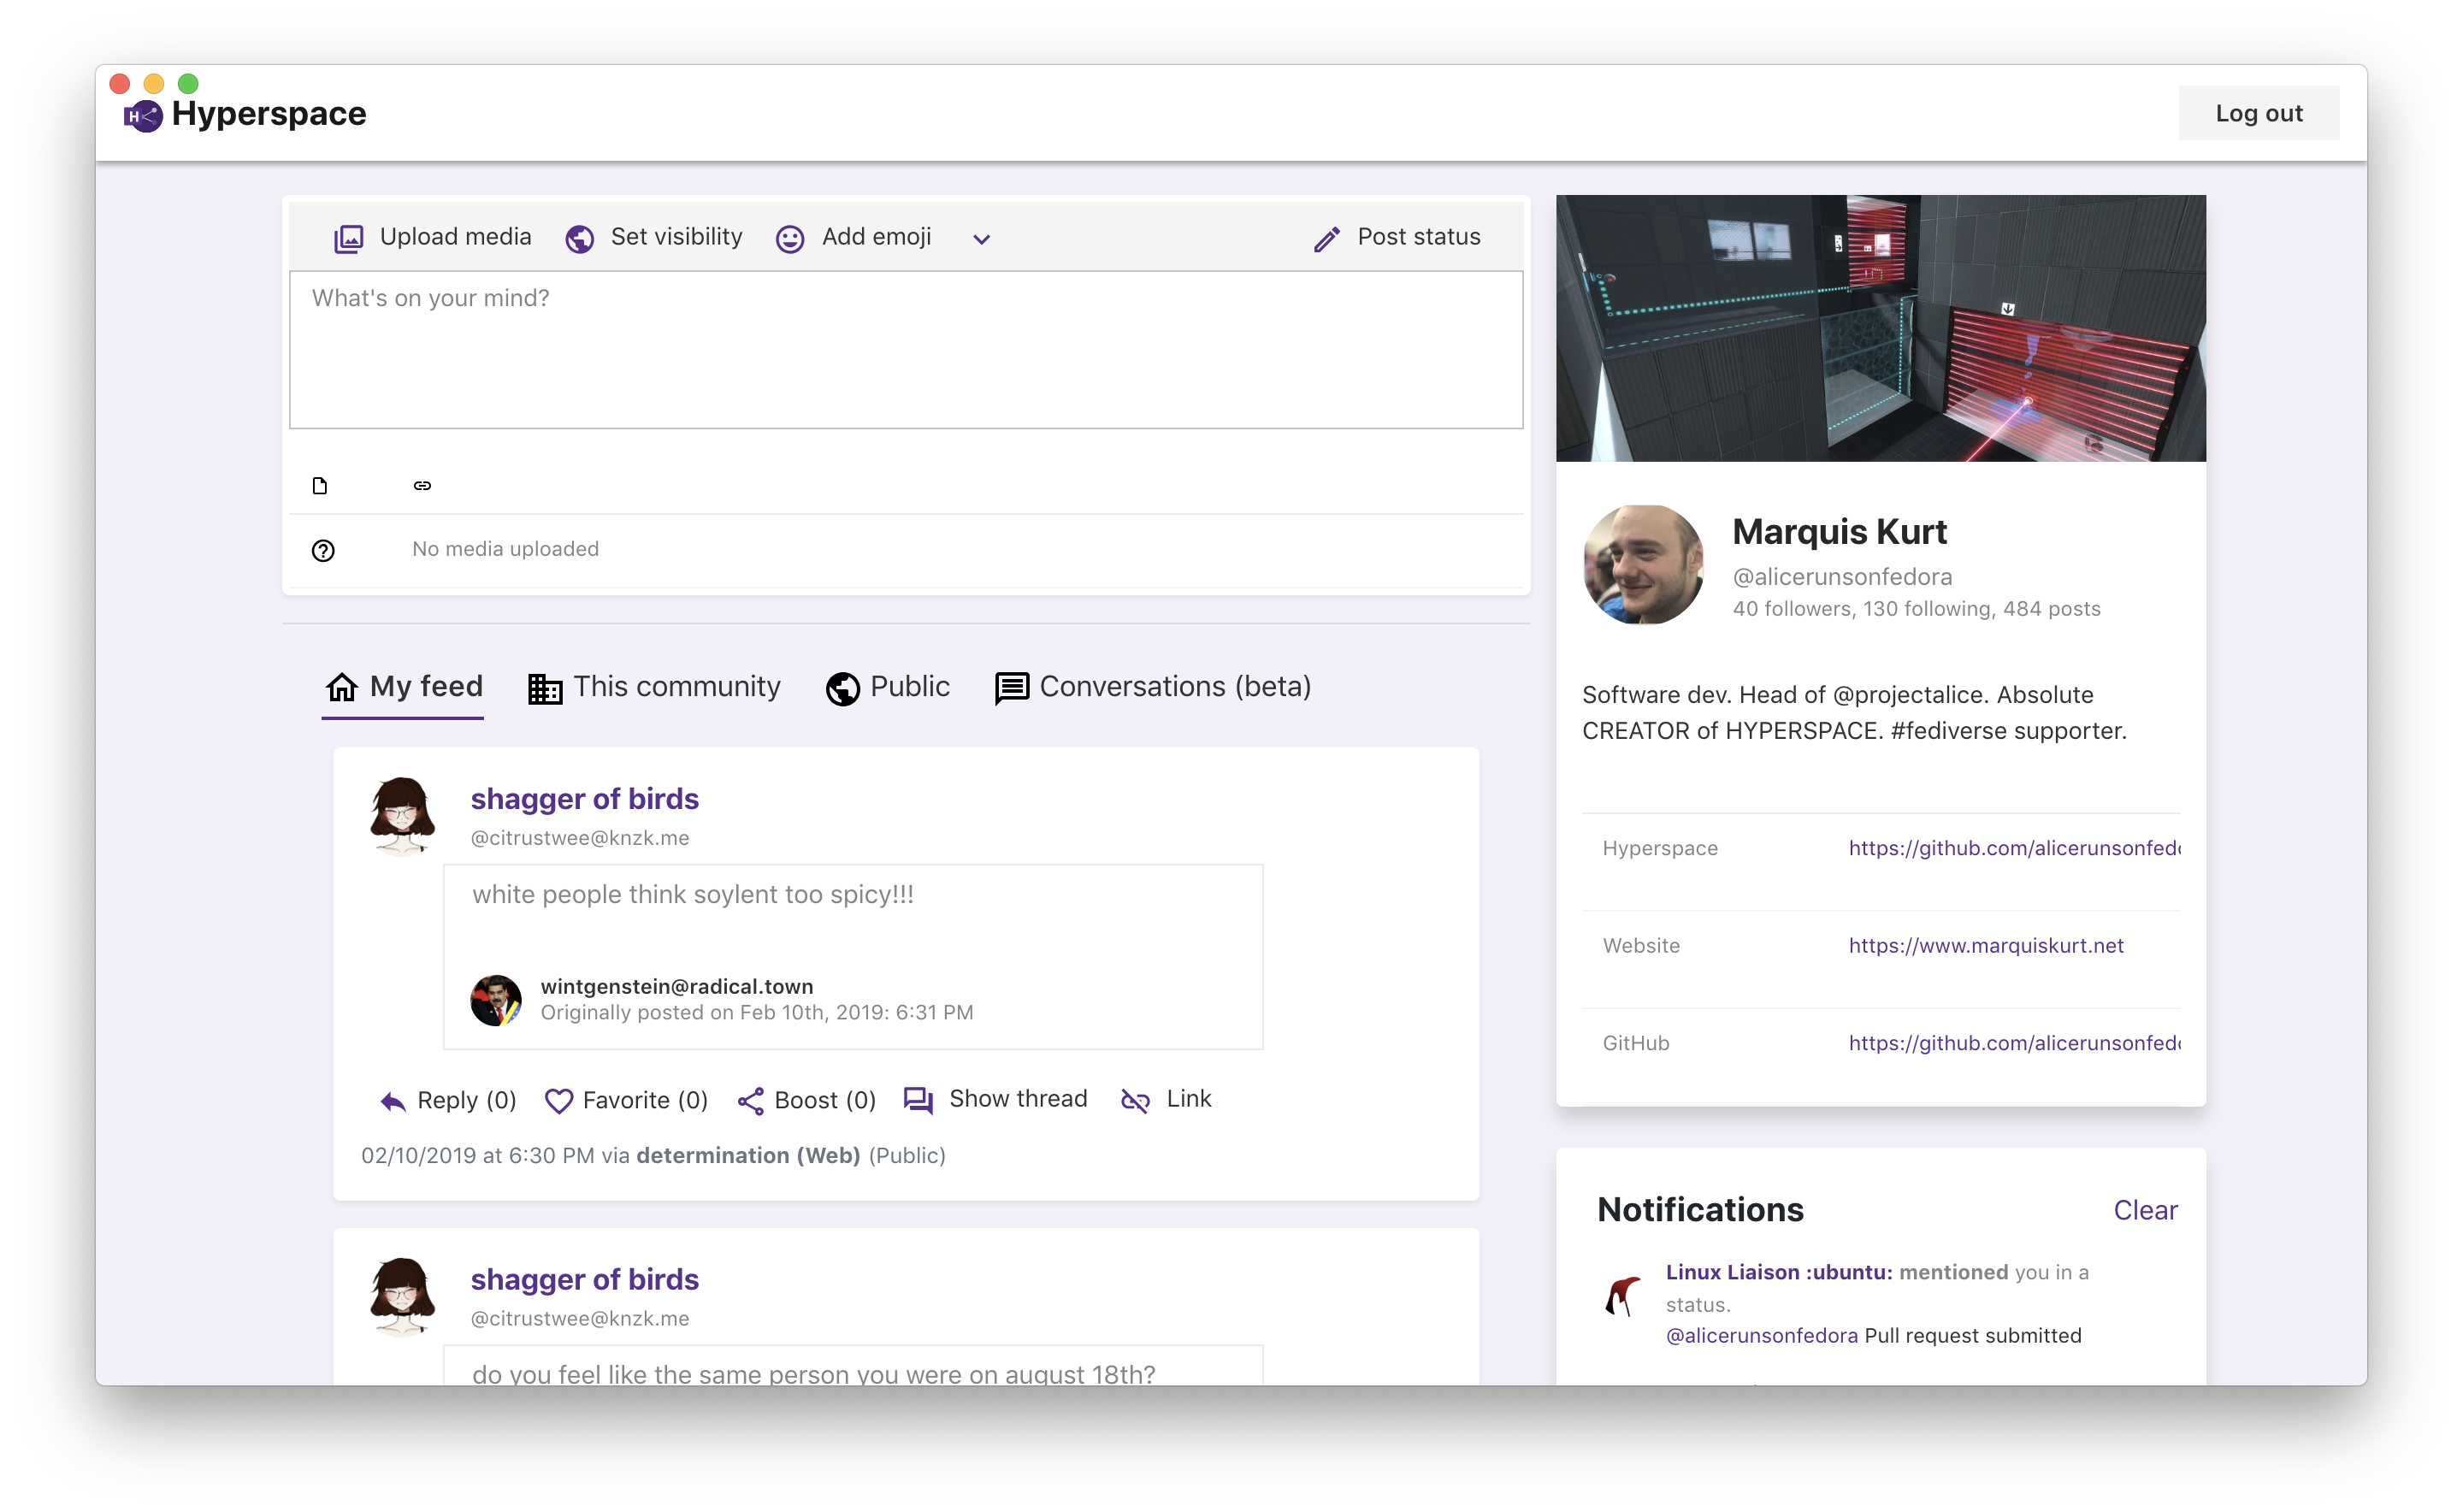 Hyperspace
Log out
Upload media
Set visibility
Add emoji
Post status
What's on your mind?
No media uploaded
My feed
This community
Public
Conversations (beta)
shagger of birds
@citrustwee@knzk.me
white people think soylent too spicy!!!
wintgenstein@radical.town
Originally posted on Feb 10th, 2019: 6:31 PM
Reply (0)
Favorite (0)
Boost (0)
Show thread
Link
02/10/2019 at 6:30 PM via determination (Web) (Public)
shagger of birds
@citrustwee@knzk.me
do you feel like the same person you were on august 18th?
Marquis Kurt
@alicerunsonfedora
40 followers, 130 following, 484 posts
Software dev. Head of @projectalice. Absolute
CREATOR of HYPERSPACE. #fediverse supporter.
Hyperspace
https://github.com/alicerunsonfedo
Website
https://www.marquiskurt.net
GitHub
https://github.com/alicerunsonfedo
Notifications
Clear
Linux Liaison :ubuntu: mentioned you in a
status.
@alicerunsonfedora Pull request submitted